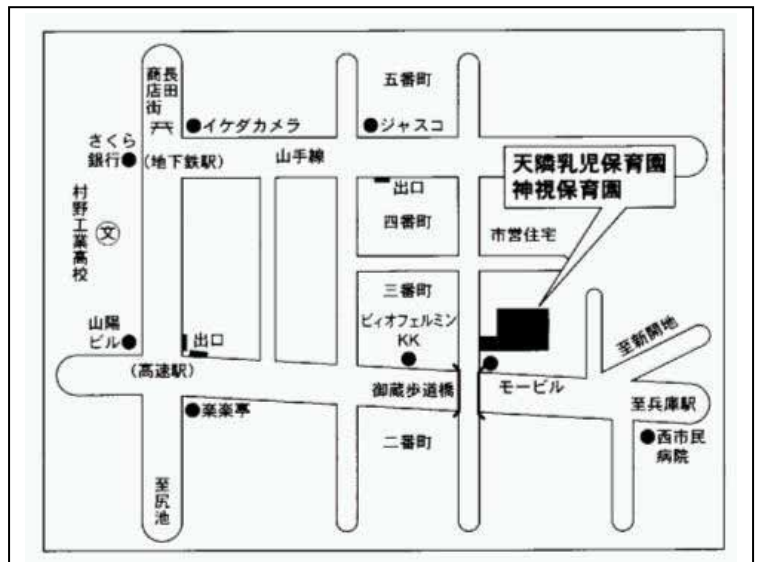 長田
商店街
五番町
イケダカメラ
ジャスコ
さくら
銀行
(地下鉄駅)
山手線
天隣乳児保育園
神視保育園
出口
村野工業高校
文
四番町
市営住宅
三番町
山陽
ビル
出口
ビィオフェルミン
KK
至新開地
(高速駅)
御蔵歩道橋
モービル
至兵庫駅
楽楽亭
二番町
西市民
病院
至尻池